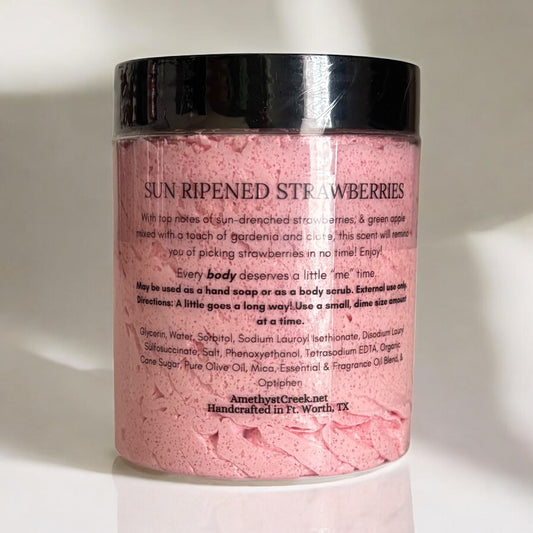 SUN RIPENED STRAWBERRIES
With top notes of sun-drenched strawberries, & green apple
mixed with a touch of gardenia and clove, this scent will remind
you of picking strawberries in no time! Enjoy!
Every body deserves a little "me" time.
May be used as a hand soap or as a body scrub. External use only.
Directions: A little goes a long way! Use a small, dime size amount
at a time.
Glycerin, Water, Sorbitol, Sodium Lauroyl Isethionate, Disodium Laury
Sulfosuccinate, Salt, Phenoxyethanol, Tetrasodium EDTA, Organic
Cane Sugar, Pure Olive Oil, Mica, Essential & Fragrance Oil Blend, &
Optiphen
AmethystCreek.net
Handcrafted in Ft. Worth, TX